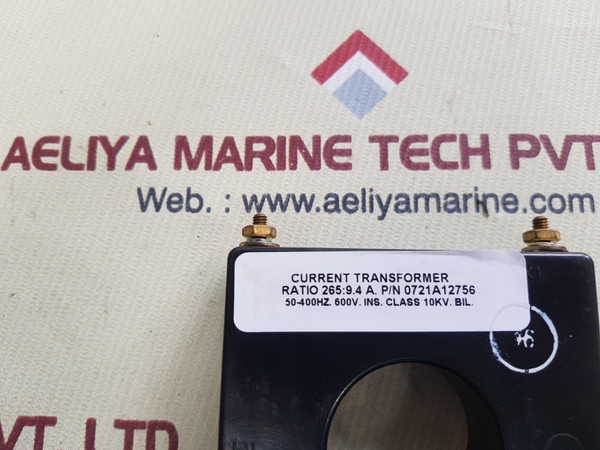 AELIYA MARINE TECH PVT
Web. : www.aeliyamarine.com
CURRENT TRANSFORMER
RATIO 265:9.4 A. P/N 0721A12756
50-400HZ. 600V. INS. CLASS 10KV. BIL.
VT. LTD